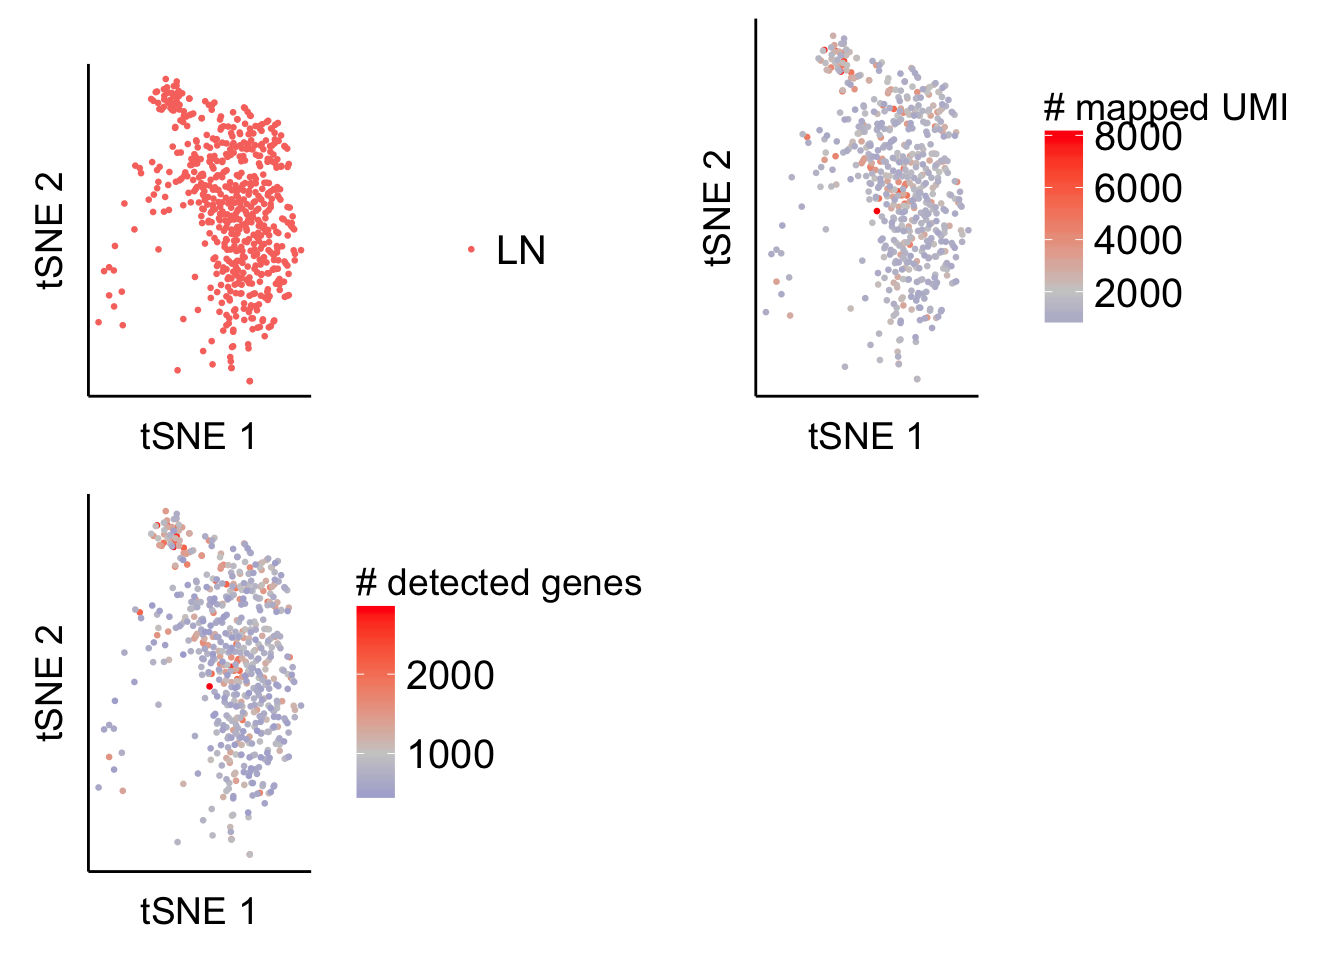 tSNE 2
tSNE 1
LN
tSNE 2
tSNE 1
# mapped UMI
8000
6000
4000
2000
tSNE 2
tSNE 1
# detected genes
2000
1000